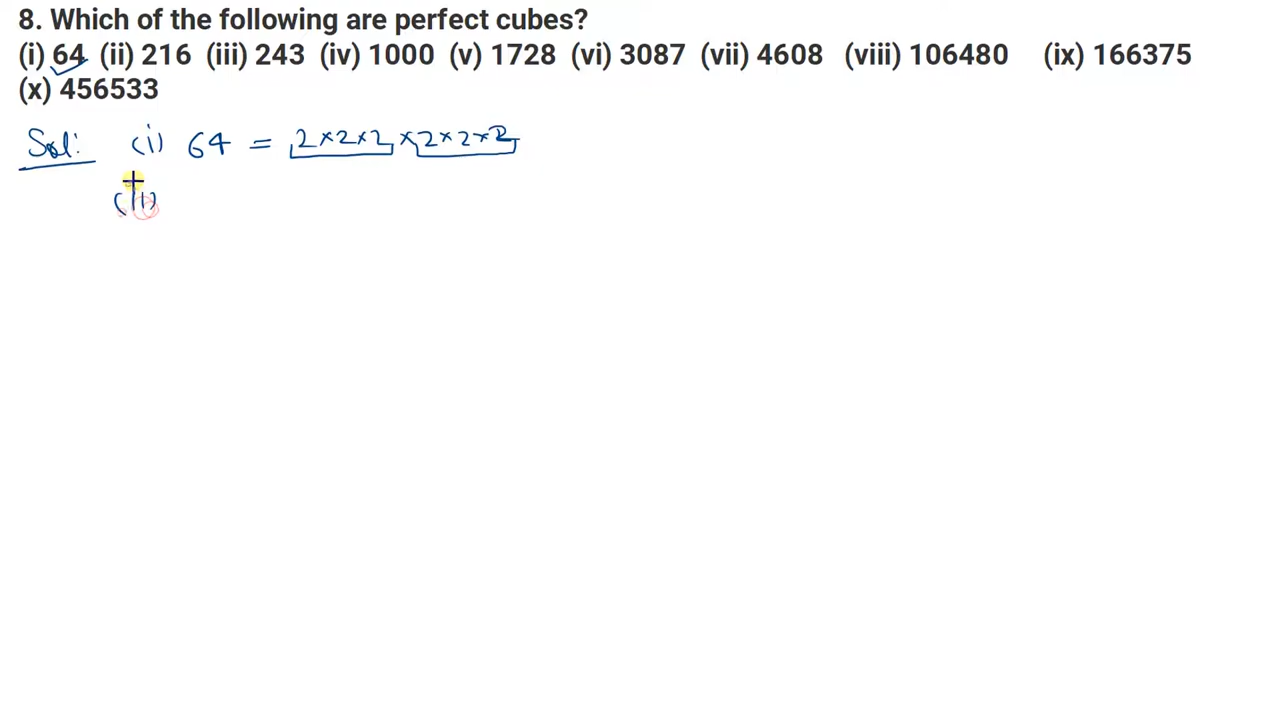 8. Which of the following are perfect cubes?
(i) 64 (ii) 216 (iii) 243 (iv) 1000 (v) 1728 (vi) 3087 (vii) 4608 (viii) 106480 (ix) 166375
(x) 456533
Sol: (i) 64 = 2×2×2 × 2×2×2
(ii)